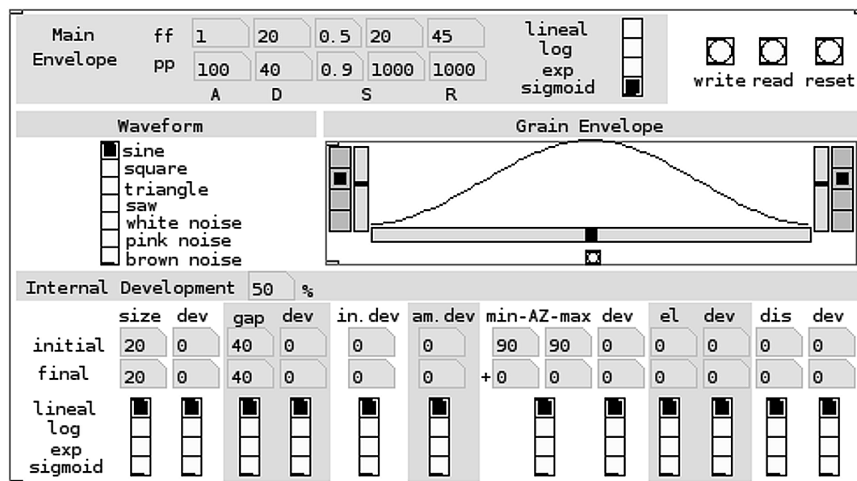 Main Envelope
ff 1 20 0.5 20 45
pp 100 40 0.9 1000 1000
A D S R
lineal
log
exp
sigmoid
write read reset
Waveform
sine
square
triangle
saw
white noise
pink noise
brown noise
Grain Envelope
Internal Development 50 %
size dev gap dev in.dev am.dev min-AZ-max dev el dev dis dev
initial 20 0 40 0 0 0 90 90 0 0 0 0 0
final 20 0 40 0 0 0 +0 0 0 0 0 0 0
lineal
log
exp
sigmoid